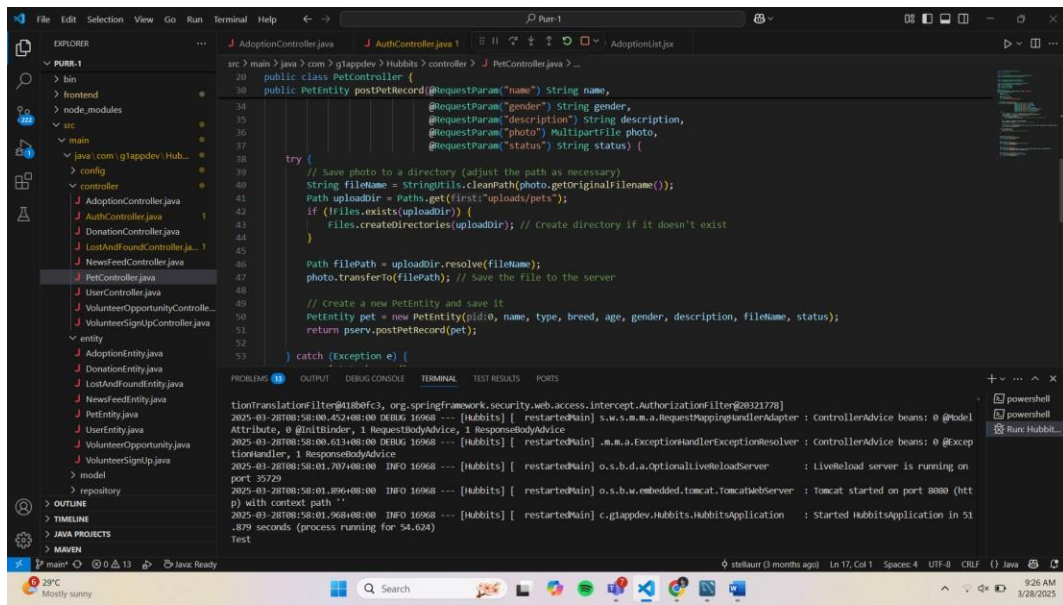 File Edit Selection View Go Run Terminal Help
Purr-1
EXPLORER
PURR-1
> bin
> frontend
> node_modules
src
main
java\com\g1appdev\Hub...
> config
controller
J AdoptionController.java
J AuthController.java 1
J DonationController.java
J LostAndFoundController.ja... 1
J NewsFeedController.java
J PetController.java
J UserController.java
J VolunteerOpportunityControlle...
J VolunteerSignUpController.java
entity
J AdoptionEntity.java
J DonationEntity.java
J LostAndFoundEntity.java
J NewsFeedEntity.java
J PetEntity.java
J UserEntity.java
J VolunteerOpportunity.java
J VolunteerSignUp.java
> model
> repository
> OUTLINE
> TIMELINE
> JAVA PROJECTS
> MAVEN
222
1
J AdoptionController.java J AuthController.java 1 AdoptionList.jsx
src > main > java > com > g1appdev > Hubbits > controller > J PetController.java > ...
20 public class PetController {
30 public PetEntity postPetRecord(@RequestParam("name") String name,
34 @RequestParam("gender") String gender,
35 @RequestParam("description") String description,
36 @RequestParam("photo") MultipartFile photo,
37 @RequestParam("status") String status) {
38 try {
39 // Save photo to a directory (adjust the path as necessary)
40 String fileName = StringUtils.cleanPath(photo.getOriginalFilename());
41 Path uploadDir = Paths.get(first:"uploads/pets");
42 if (!Files.exists(uploadDir)) {
43 Files.createDirectories(uploadDir); // Create directory if it doesn't exist
44 }
45
46 Path filePath = uploadDir.resolve(fileName);
47 photo.transferTo(filePath); // Save the file to the server
48
49 // Create a new PetEntity and save it
50 PetEntity pet = new PetEntity(pid:0, name, type, breed, age, gender, description, fileName, status);
51 return pserv.postPetRecord(pet);
52
53 } catch (Exception e) {
PROBLEMS 13 OUTPUT DEBUG CONSOLE TERMINAL TEST RESULTS PORTS
tionTranslationFilter@418b0fc3, org.springframework.security.web.access.intercept.AuthorizationFilter@20321778]
2025-03-28T08:58:00.452+08:00 DEBUG 16968 --- [Hubbits] [ restartedMain] s.w.s.m.m.a.RequestMappingHandlerAdapter : ControllerAdvice beans: 0 @Model
Attribute, 0 @InitBinder, 1 RequestBodyAdvice, 1 ResponseBodyAdvice
2025-03-28T08:58:00.613+08:00 DEBUG 16968 --- [Hubbits] [ restartedMain] .m.m.a.ExceptionHandlerExceptionResolver : ControllerAdvice beans: 0 @Excep
tionHandler, 1 ResponseBodyAdvice
2025-03-28T08:58:01.707+08:00 INFO 16968 --- [Hubbits] [ restartedMain] o.s.b.d.a.OptionalLiveReloadServer : LiveReload server is running on
port 35729
2025-03-28T08:58:01.896+08:00 INFO 16968 --- [Hubbits] [ restartedMain] o.s.b.w.embedded.tomcat.TomcatWebServer : Tomcat started on port 8080 (htt
p) with context path ''
2025-03-28T08:58:01.968+08:00 INFO 16968 --- [Hubbits] [ restartedMain] c.g1appdev.Hubbits.HubbitsApplication : Started HubbitsApplication in 51
.879 seconds (process running for 54.624)
Test
powershell
powershell
Run: Hubbit...
main* 0 13 Java: Ready
stellaurr (3 months ago) Ln 17, Col 1 Spaces: 4 UTF-8 CRLF {} Java
6
29°C
Mostly sunny
Search
9:26 AM
3/28/2025